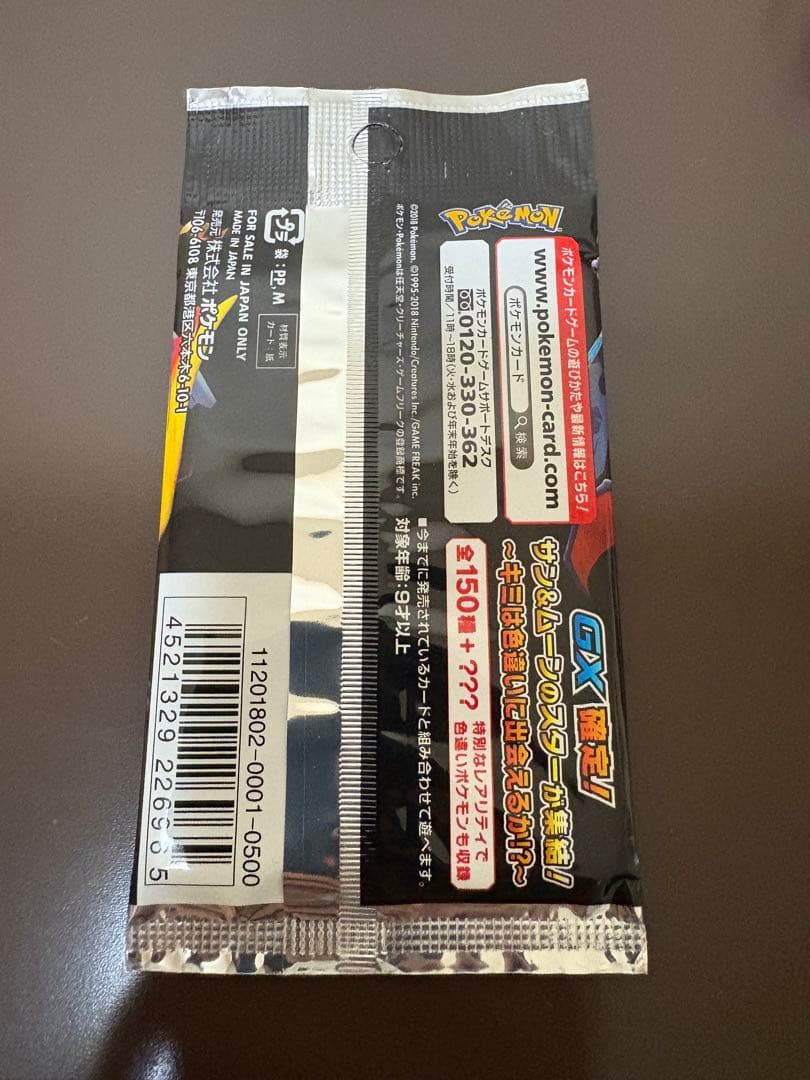 GX確定!
サン&ムーンのスターが集結!
~キミは色違いに出会えるか!?~
全150種+???
特別なレアリティで
色違いポケモンも収録
■今までに発売されているカードと組み合わせて遊べます。
対象年齢:9才以上
Pokémon
ポケモンカードゲームの遊びかたや最新情報はこちら!
www.pokemon-card.com
ポケモンカード 検索
ポケモンカードゲームサポートデスク
0120-330-362
受付時間/11時~18時(火・水および年末年始を除く)
©2018 Pokémon. ©1995-2018 Nintendo/Creatures Inc./GAME FREAK inc.
ポケモン・Pokémonは任天堂・クリーチャーズ・ゲームフリークの登録商標です。
プラ 袋:PP, M
材質表示
カード:紙
FOR SALE IN JAPAN ONLY
MADE IN JAPAN
発売元 株式会社 ポケモン
〒106-6108 東京都港区六本木6-10-1
11201802-0001-0500
4521329 226965